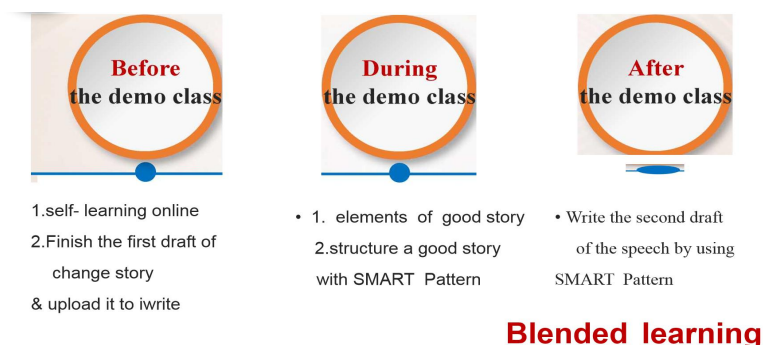 Before
the demo class
1.self- learning online
2.Finish the first draft of
change story
& upload it to iwrite
During
the demo class
• 1. elements of good story
2.structure a good story
with SMART Pattern
After
the demo class
• Write the second draft
of the speech by using
SMART Pattern
Blended learning